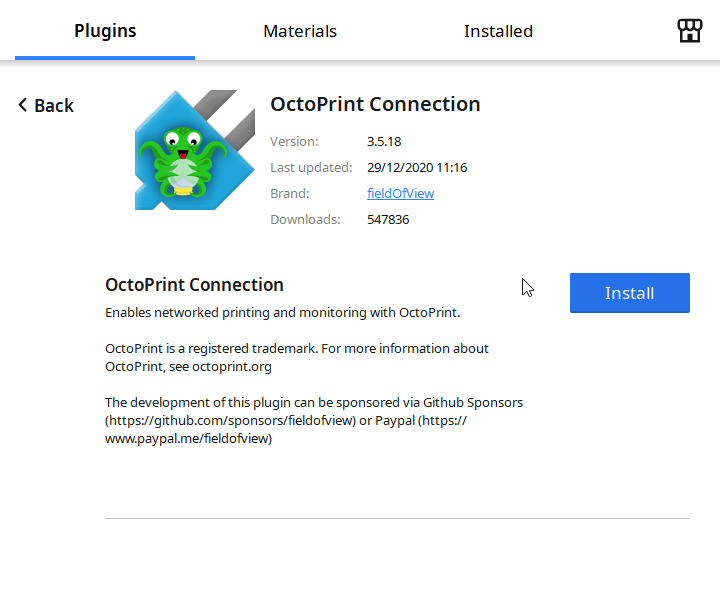 Plugins
Materials
Installed
Back
OctoPrint Connection
Version: 3.5.18
Last updated: 29/12/2020 11:16
Brand: fieldOfView
Downloads: 547836
OctoPrint Connection
Install
Enables networked printing and monitoring with OctoPrint.
OctoPrint is a registered trademark. For more information about
OctoPrint, see octoprint.org
The development of this plugin can be sponsored via Github Sponsors
(https://github.com/sponsors/fieldofview) or Paypal (https://
www.paypal.me/fieldofview)